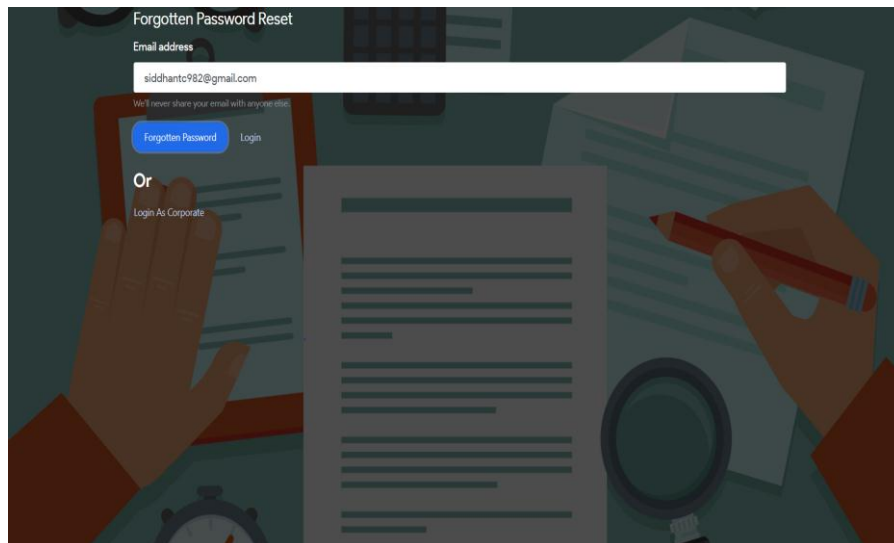 Forgotten Password Reset
Email address
siddhantc982@gmail.com
We'll never share your email with anyone else.
Forgotten Password Login
Or
Login As Corporate